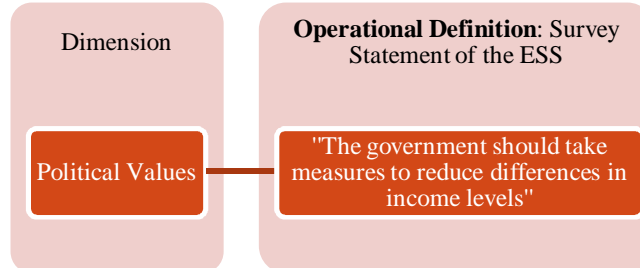 Dimension
Operational Definition: Survey
Statement of the ESS
Political Values
"The government should take
measures to reduce differences in
income levels"